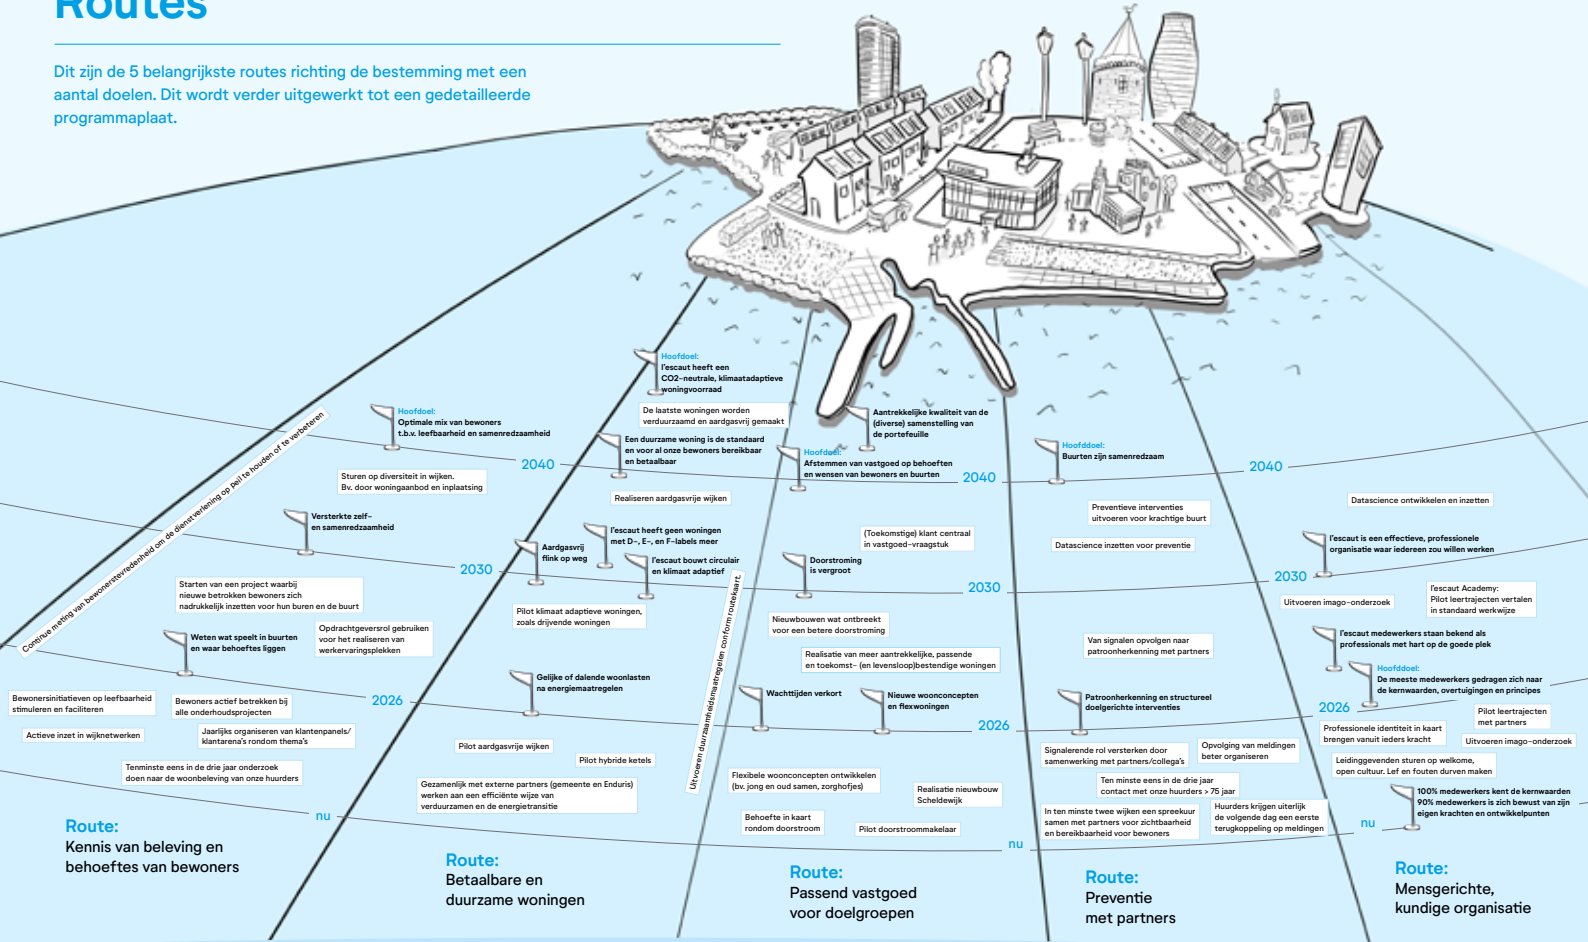 Routes
Dit zijn de 5 belangrijkste routes richting de bestemming met een
aantal doelen. Dit wordt verder uitgewerkt tot een gedetailleerde
programmaplaat.
Continue meting van bewonerstevredenheid om de dienstverlening op peil te houden of te verbeteren
Hoofdoel:
Optimale mix van bewoners
t.b.v. leefbaarheid en samenredzaamheid
2040
Sturen op diversiteit in wijken.
Bv. door woningaanbod en inplaatsing
Versterkte zelf-
en samenredzaamheid
2030
Starten van een project waarbij
nieuwe betrokken bewoners zich
nadrukkelijk inzetten voor hun buren en de buurt
Opdrachtgeversrol gebruiken
voor het realiseren van
werkervaringsplekken
Weten wat speelt in buurten
en waar behoeftes liggen
2026
Bewonersinitiatieven op leefbaarheid
stimuleren en faciliteren
Bewoners actief betrekken bij
alle onderhoudsprojecten
Actieve inzet in wijknetwerken
Jaarlijks organiseren van klantenpanels/
klantarena's rondom thema's
Tenminste eens in de drie jaar onderzoek
doen naar de woonbeleving van onze huurders
nu
Route:
Kennis van beleving en
behoeftes van bewoners
Hoofdoel:
l'escaut heeft een
CO2-neutrale, klimaatadaptieve
woningvoorraad
De laatste woningen worden
verduurzaamd en aardgasvrij gemaakt
Een duurzame woning is de standaard
en voor al onze bewoners bereikbaar
en betaalbaar
Realiseren aardgasvrije wijken
l'escaut heeft geen woningen
met D-, E-, en F-labels meer
Aardgasvrij
flink op weg
l'escaut bouwt circulair
en klimaat adaptief
Pilot klimaat adaptieve woningen,
zoals drijvende woningen
Gelijke of dalende woonlasten
na energiemaatregelen
Pilot aardgasvrije wijken
Pilot hybride ketels
Gezamenlijk met externe partners (gemeente en Enduris)
werken aan een efficiënte wijze van
verduurzamen en de energietransitie
Uitvoeren duurzaamheidsmaatregelen conform routekaart.
Route:
Betaalbare en
duurzame woningen
Aantrekkelijke kwaliteit van de
(diverse) samenstelling van
de portefeuille
Hoofdoel:
Afstemmen van vastgoed op behoeften
en wensen van bewoners en buurten
2040
(Toekomstige) klant centraal
in vastgoed-vraagstuk
Doorstroming
is vergroot
2030
Nieuwbouwen wat ontbreekt
voor een betere doorstroming
Realisatie van meer aantrekkelijke, passende
en toekomst- (en levensloop)bestendige woningen
Wachttijden verkort
Nieuwe woonconcepten
en flexwoningen
2026
Flexibele woonconcepten ontwikkelen
(bv. jong en oud samen, zorghofjes)
Realisatie nieuwbouw
Scheldewijk
Behoefte in kaart
rondom doorstroom
Pilot doorstroommakelaar
nu
Route:
Passend vastgoed
voor doelgroepen
Hoofddoel:
Buurten zijn samenredzaam
2040
Preventieve interventies
uitvoeren voor krachtige buurt
Datascience inzetten voor preventie
2030
Van signalen opvolgen naar
patroonherkenning met partners
Patroonherkenning en structureel
doelgerichte interventies
2026
Signalerende rol versterken door
samenwerking met partners/collega's
Opvolging van meldingen
beter organiseren
Ten minste eens in de drie jaar
contact met onze huurders > 75 jaar
In ten minste twee wijken een spreekuur
samen met partners voor zichtbaarheid
en bereikbaarheid voor bewoners
Huurders krijgen uiterlijk
de volgende dag een eerste
terugkoppeling op meldingen
nu
Route:
Preventie
met partners
Datascience ontwikkelen en inzetten
l'escaut is een effectieve, professionele
organisatie waar iedereen zou willen werken
Uitvoeren imago-onderzoek
l'escaut Academy:
Pilot leertrajecten vertalen
in standaard werkwijze
l'escaut medewerkers staan bekend als
professionals met hart op de goede plek
Hoofddoel:
De meeste medewerkers gedragen zich naar
de kernwaarden, overtuigingen en principes
Pilot leertrajecten
met partners
Professionele identiteit in kaart
brengen vanuit ieders kracht
Uitvoeren imago-onderzoek
Leiddinggevenden sturen op welkome,
open cultuur. Lef en fouten durven maken
100% medewerkers kent de kernwaarden
90% medewerkers is zich bewust van zijn
eigen krachten en ontwikkelpunten
Route:
Mensgerichte,
kundige organisatie